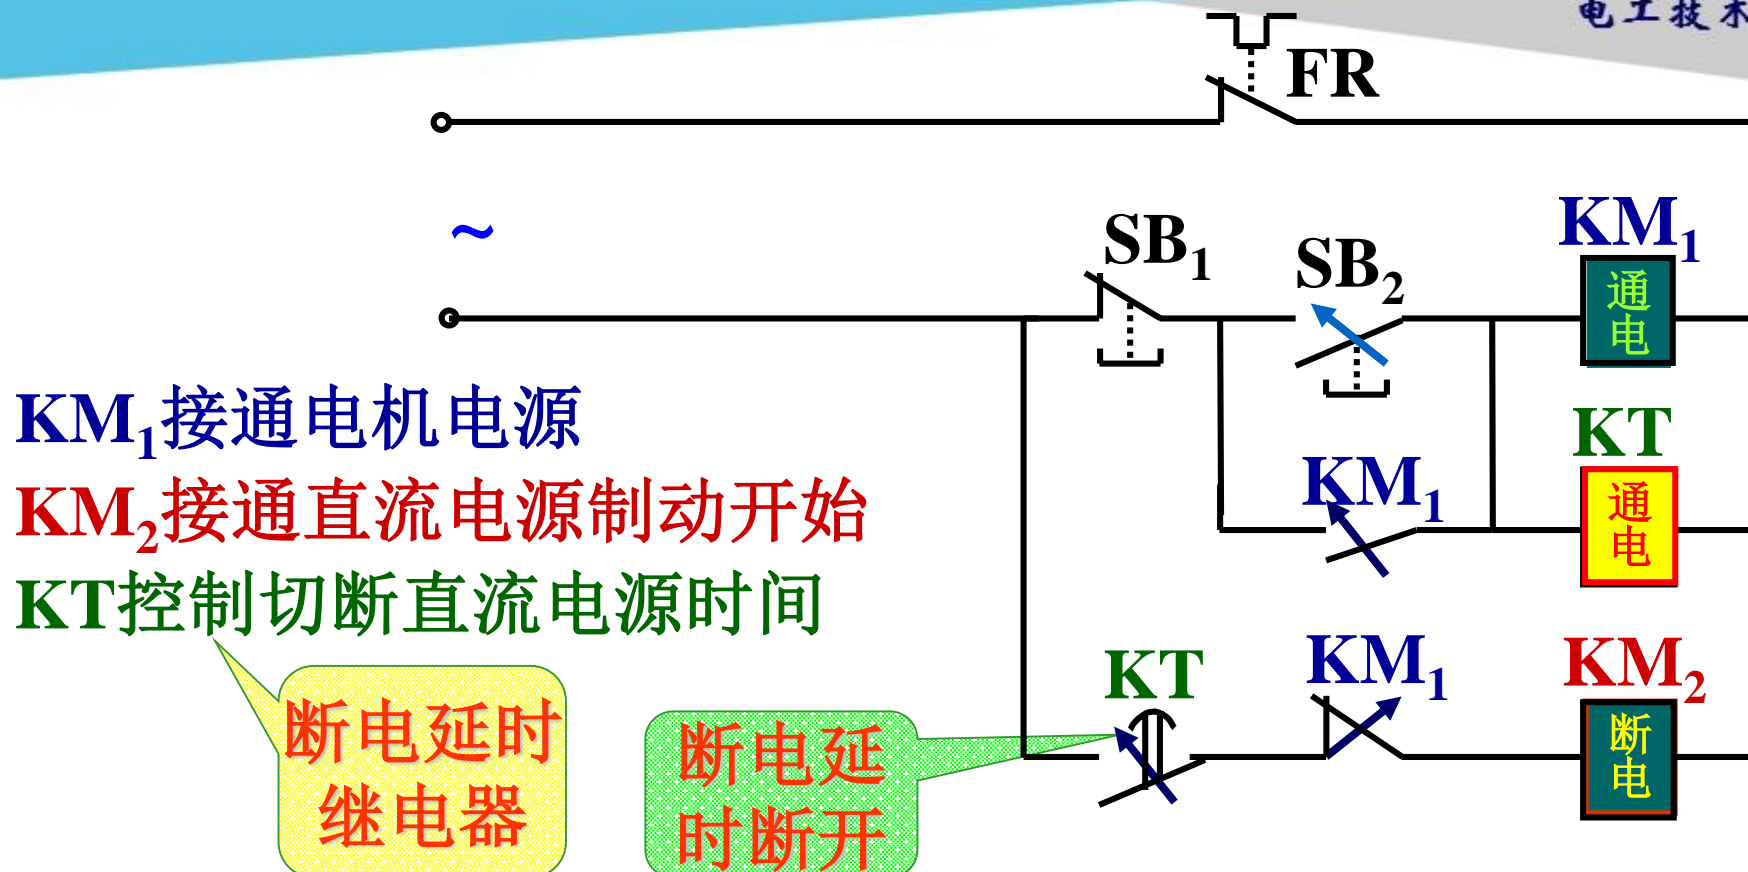 电工技术
FR
~
SB₁
SB₂
KM₁
通电
KM₁接通电机电源
KM₂接通直流电源制动开始
KT控制切断直流电源时间
KM₁
KT
通电
断电延时
继电器
断电延
时断开
KT
KM₁
KM₂
断电